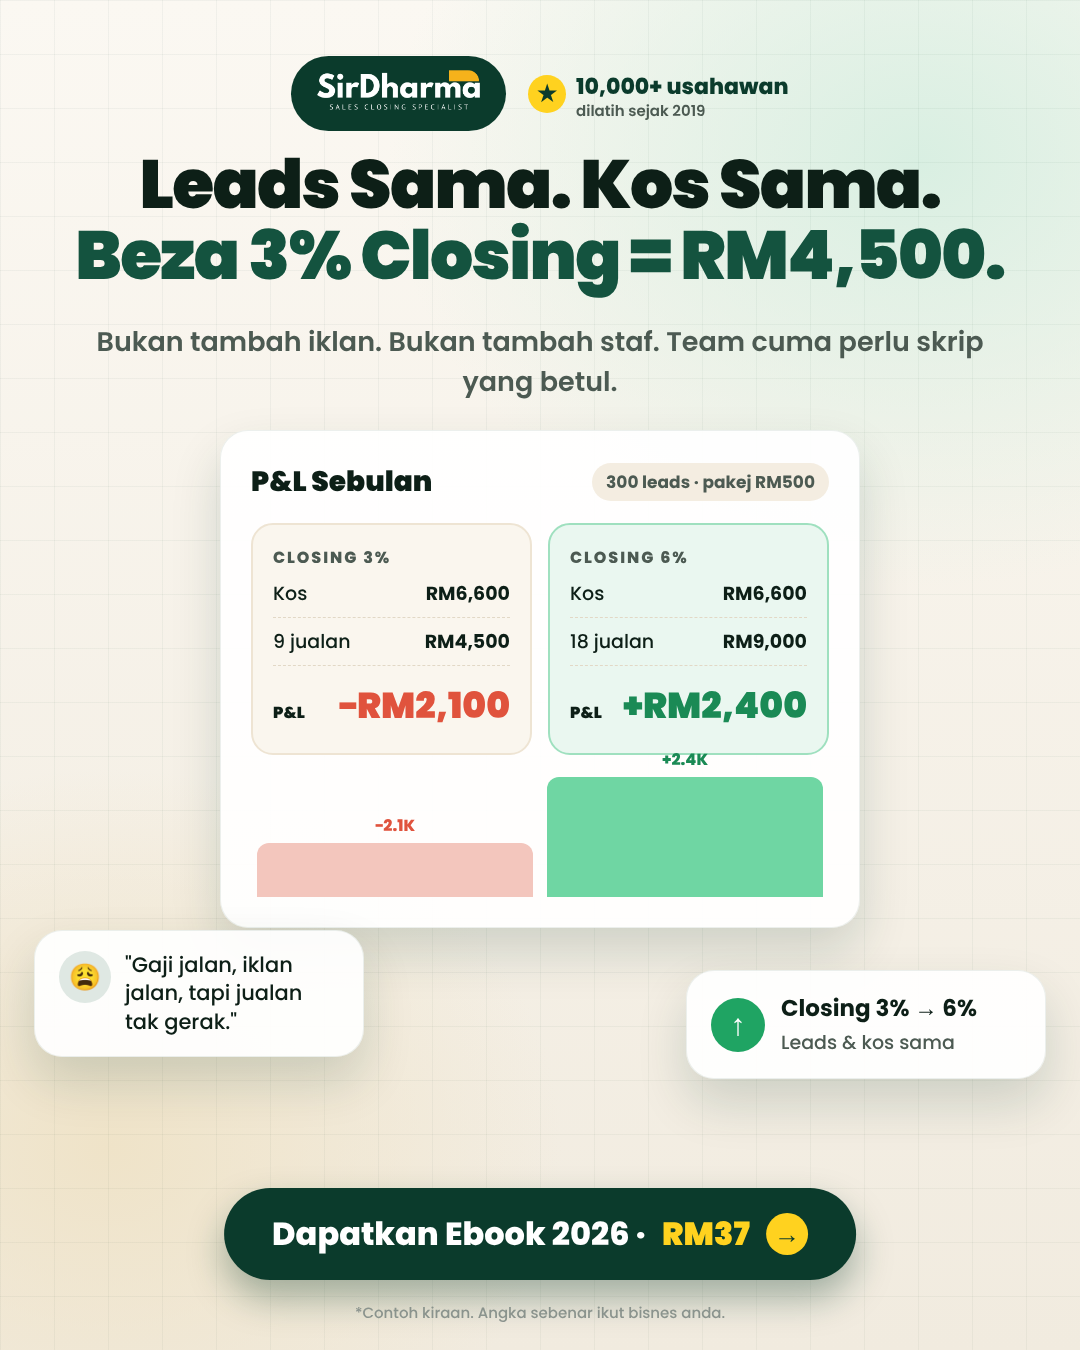 SirDharma
SALES CLOSING SPECIALIST
★ 10,000+ usahawan
dilatih sejak 2019
Leads Sama. Kos Sama.
Beza 3% Closing = RM4,500.
Bukan tambah iklan. Bukan tambah staf. Team cuma perlu skrip
yang betul.
P&L Sebulan
300 leads · pakej RM500
CLOSING 3%
Kos RM6,600
9 jualan RM4,500
P&L −RM2,100
CLOSING 6%
Kos RM6,600
18 jualan RM9,000
P&L +RM2,400
−2.1K
+2.4K
"Gaji jalan, iklan
jalan, tapi jualan
tak gerak."
↑
Closing 3% → 6%
Leads & kos sama
Dapatkan Ebook 2026 · RM37 →
*Contoh kiraan. Angka sebenar ikut bisnes anda.